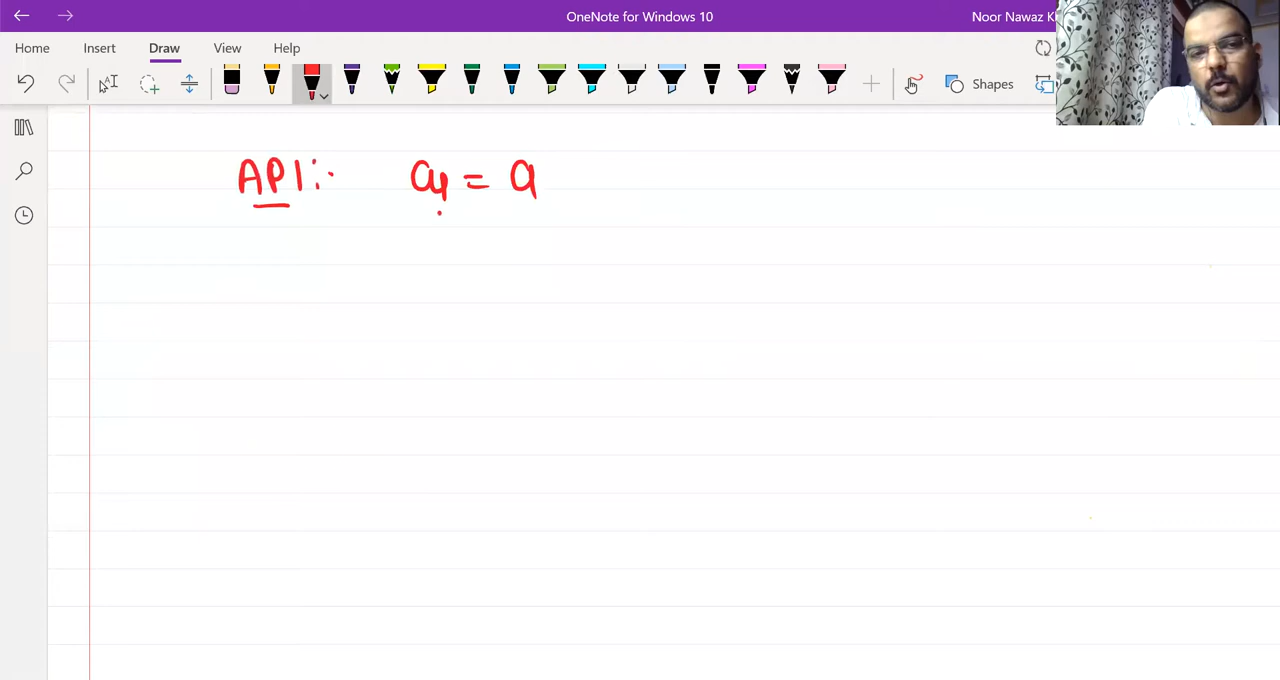 OneNote for Windows 10
Noor Nawaz K
Home Insert Draw View Help
Shapes
AP1:- a₁ = a